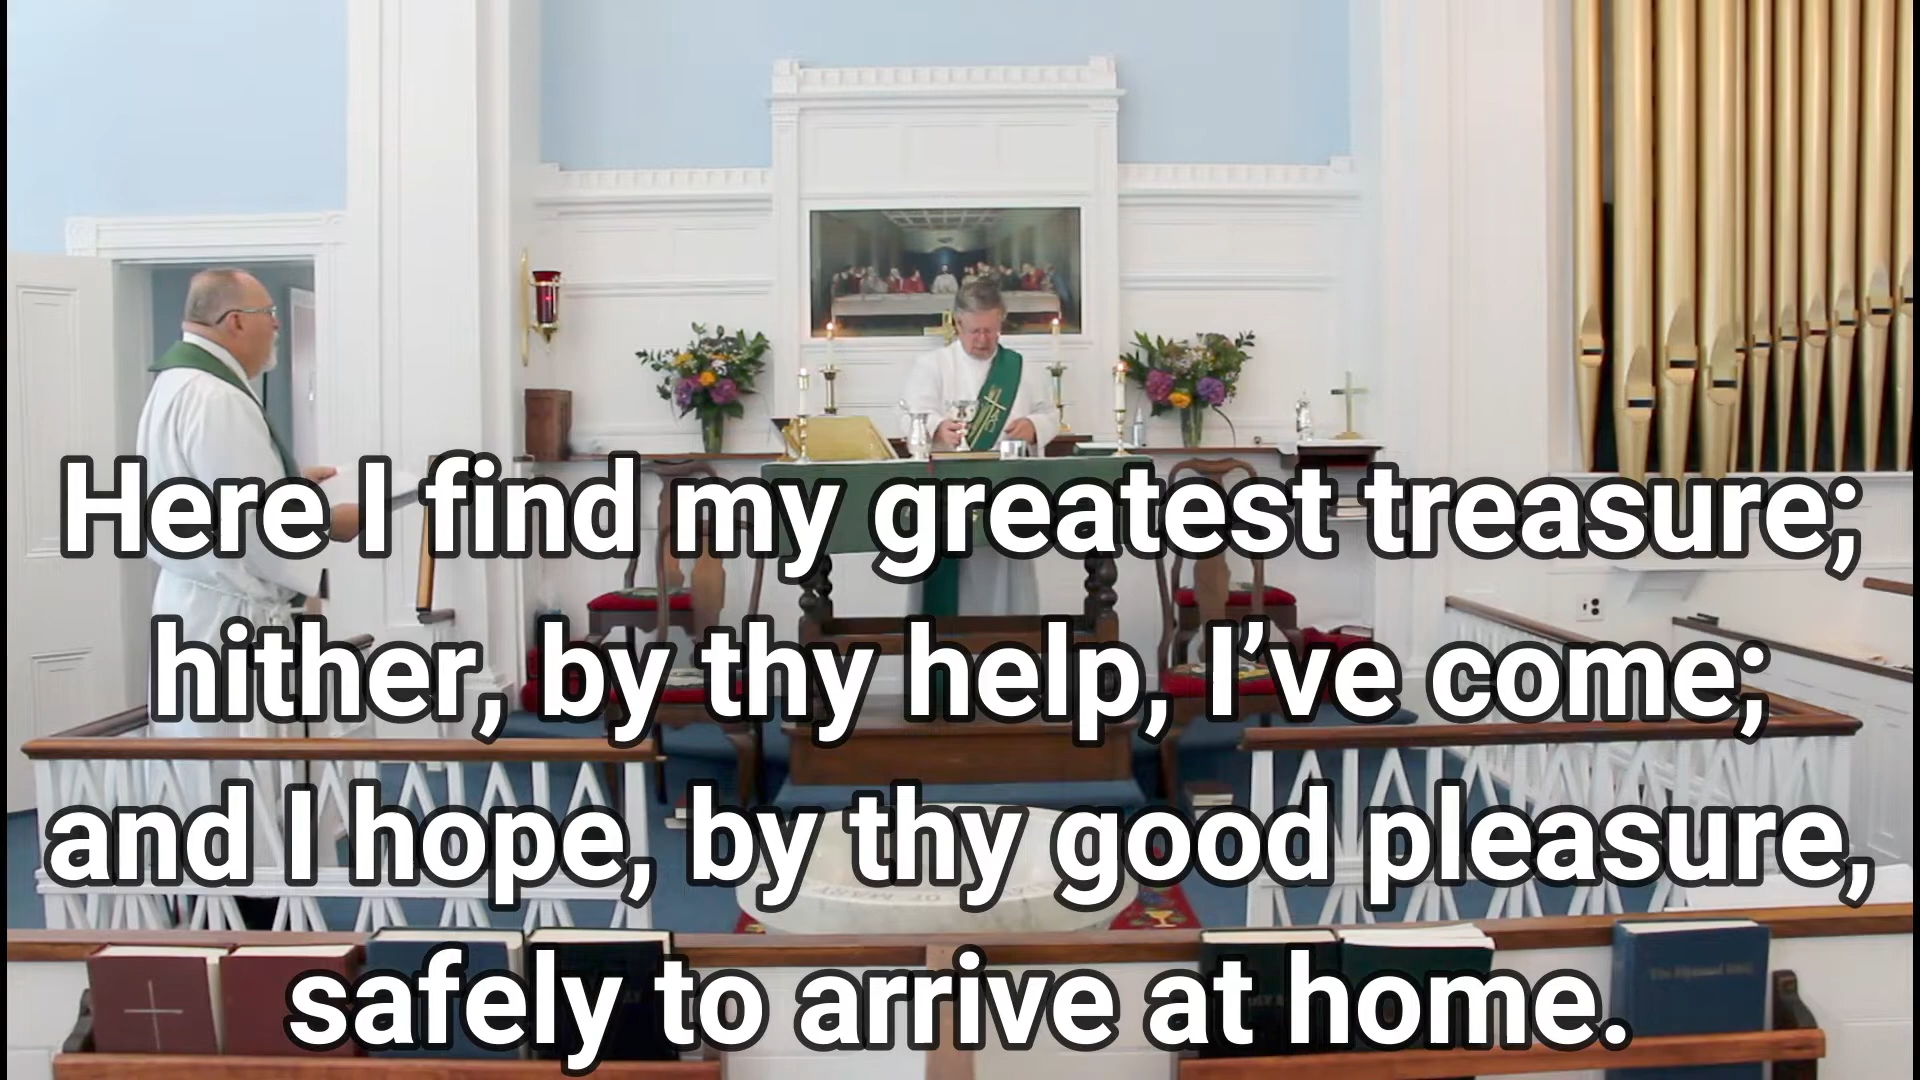 Here I find my greatest treasure;
hither, by thy help, I’ve come;
and I hope, by thy good pleasure,
safely to arrive at home.